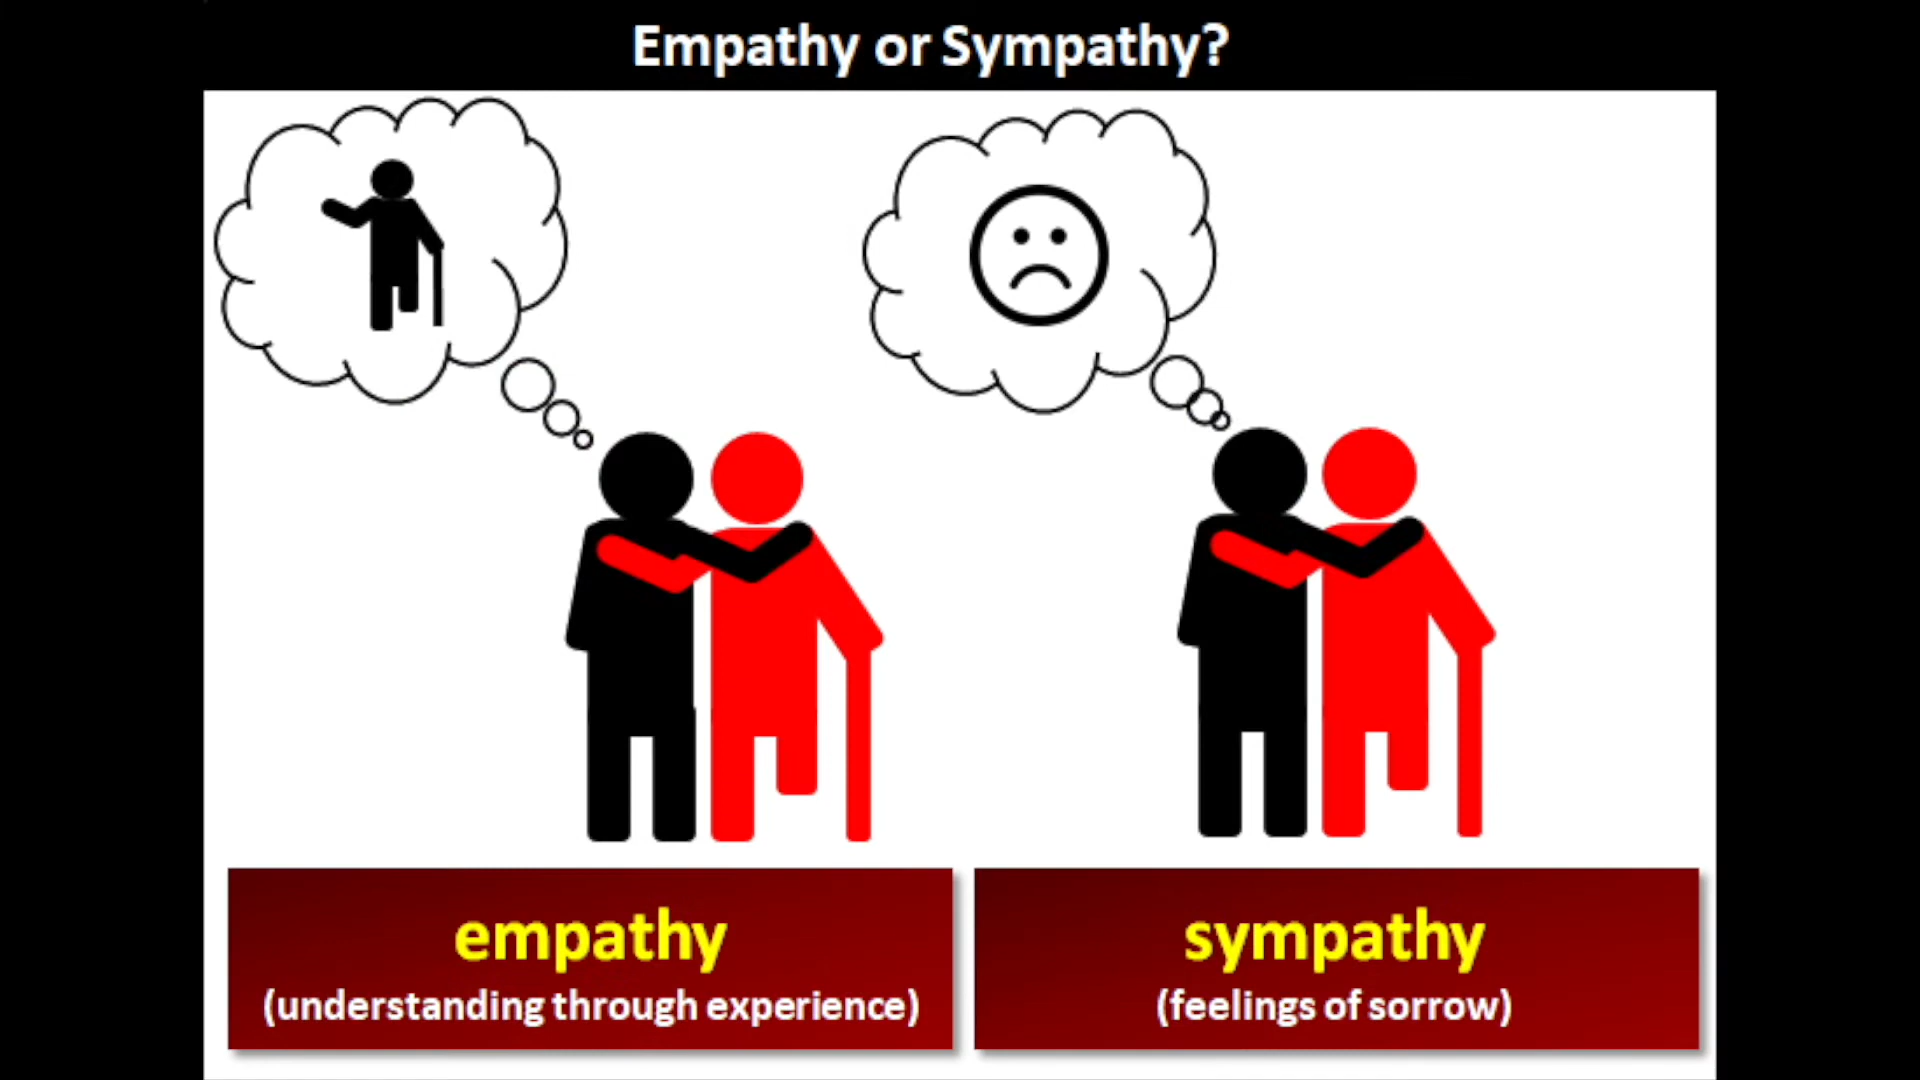 Empathy or Sympathy?
empathy
(understanding through experience)
sympathy
(feelings of sorrow)